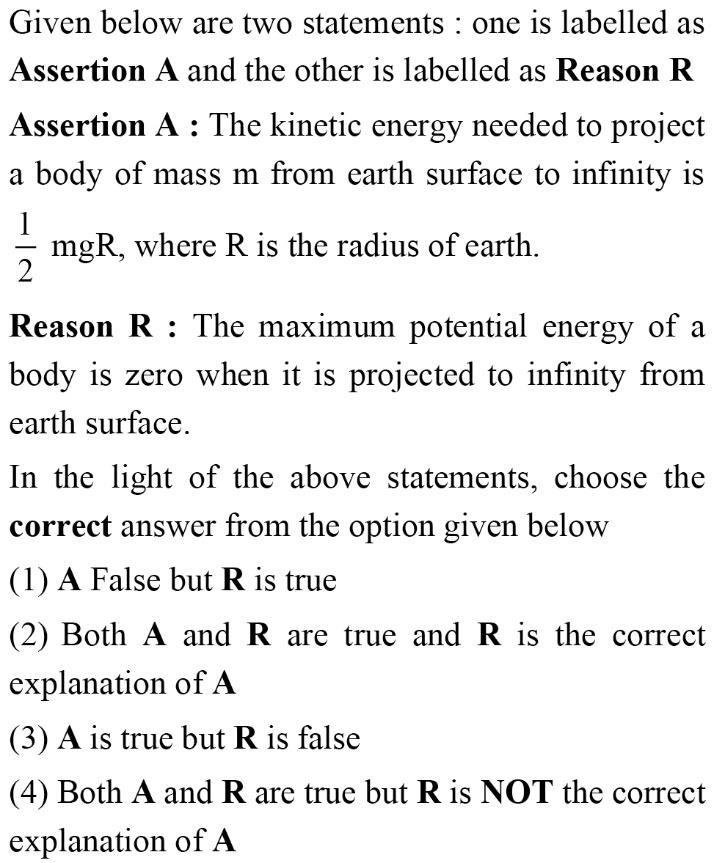 Given below are two statements : one is labelled as
Assertion A and the other is labelled as Reason R
Assertion A : The kinetic energy needed to project
a body of mass m from earth surface to infinity is
1/2 mgR, where R is the radius of earth.
Reason R : The maximum potential energy of a
body is zero when it is projected to infinity from
earth surface.
In the light of the above statements, choose the
correct answer from the option given below
(1) A False but R is true
(2) Both A and R are true and R is the correct
explanation of A
(3) A is true but R is false
(4) Both A and R are true but R is NOT the correct
explanation of A